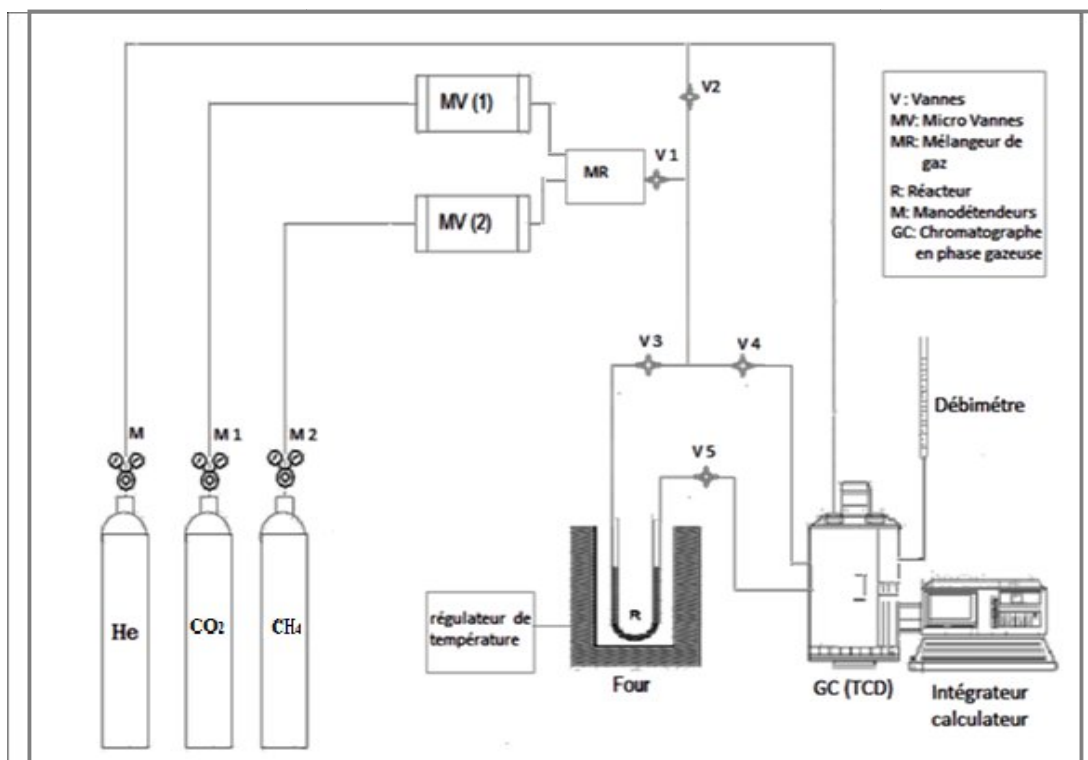 MV (1)
V2
V : Vannes
MV: Micro Vannes
MR: Mélangeur de
gaz
R: Réacteur
M: Manodétendeurs
GC: Chromatographe
en phase gazeuse
MR
V 1
MV (2)
V 3
V 4
Débimétre
M
M 1
M 2
V 5
He
CO2
CH4
régulateur de
température
R
Four
GC (TCD)
Intégrateur
calculateur